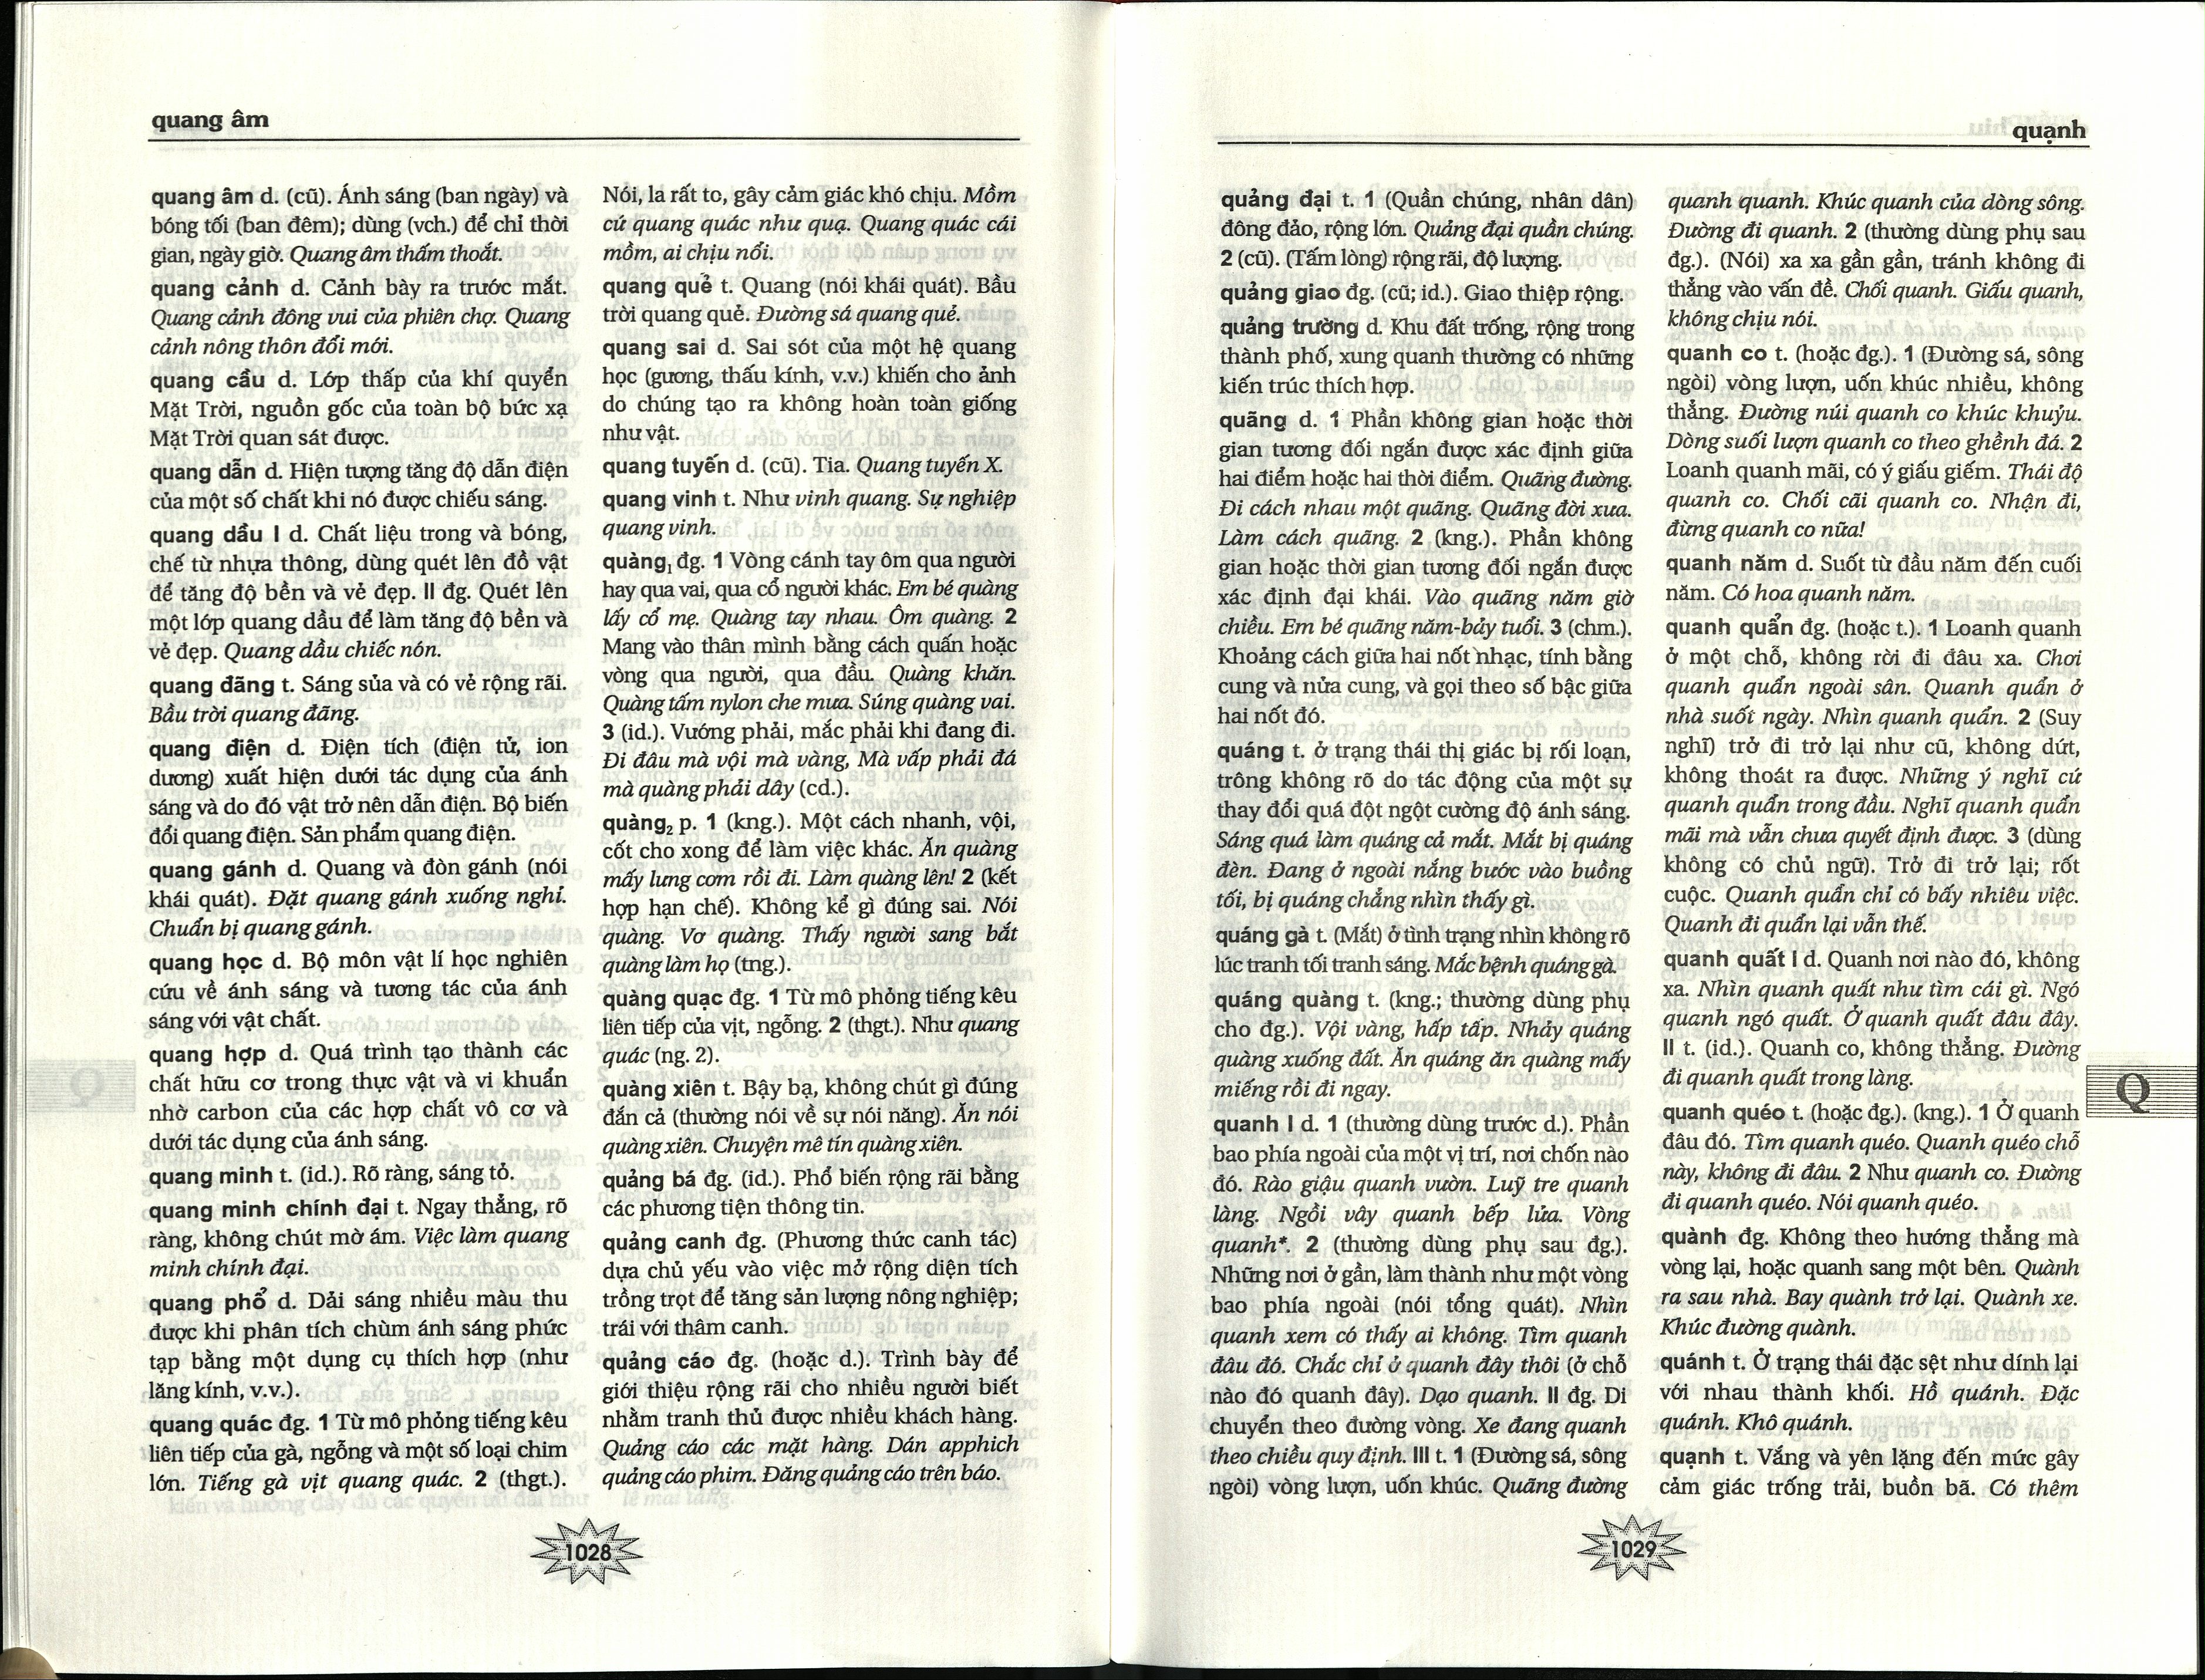 quang âm
quang âm d. (cũ). Ánh sáng (ban ngày) và
bóng tối (ban đêm); dùng (vch.) để chỉ thời
gian, ngày giờ. Quang âm thấm thoắt.
quang cảnh d. Cảnh bày ra trước mắt.
Quang cảnh đông vui của phiên chợ. Quang
cảnh nông thôn đổi mới.
quang cầu d. Lớp thấp của khí quyển
Mặt Trời, nguồn gốc của toàn bộ bức xạ
Mặt Trời quan sát được.
quang dẫn d. Hiện tượng tăng độ dẫn điện
của một số chất khi nó được chiếu sáng.
quang dầu I d. Chất liệu trong và bóng,
chế từ nhựa thông, dùng quét lên đồ vật
để tăng độ bền và vẻ đẹp. II đg. Quét lên
một lớp quang dầu để làm tăng độ bền và
vẻ đẹp. Quang dầu chiếc nón.
quang đãng t. Sáng sủa và có vẻ rộng rãi.
Bầu trời quang đãng.
quang điện d. Điện tích (điện tử, ion
dương) xuất hiện dưới tác dụng của ánh
sáng và do đó vật trở nên dẫn điện. Bộ biến
đổi quang điện. Sản phẩm quang điện.
quang gánh d. Quang và đòn gánh (nói
khái quát). Đặt quang gánh xuống nghỉ.
Chuẩn bị quang gánh.
quang học d. Bộ môn vật lí học nghiên
cứu về ánh sáng và tương tác của ánh
sáng với vật chất.
quang hợp d. Quá trình tạo thành các
chất hữu cơ trong thực vật và vi khuẩn
nhờ carbon của các hợp chất vô cơ và
dưới tác dụng của ánh sáng.
quang minh t. (id.). Rõ ràng, sáng tỏ.
quang minh chính đại t. Ngay thẳng, rõ
ràng, không chút mờ ám. Việc làm quang
minh chính đại.
quang phổ d. Dải sáng nhiều màu thu
được khi phân tích chùm ánh sáng phức
tạp bằng một dụng cụ thích hợp (như
lăng kính, v.v.).
quang quác đg. 1 Từ mô phỏng tiếng kêu
liên tiếp của gà, ngỗng và một số loại chim
lớn. Tiếng gà vịt quang quác. 2 (thgt.).
Nói, la rất to, gây cảm giác khó chịu. Mồm
cứ quang quác như quạ. Quang quác cái
mồm, ai chịu nổi.
quang quẻ t. Quang (nói khái quát). Bầu
trời quang quẻ. Đường sá quang quẻ.
quang sai d. Sai sót của một hệ quang
học (gương, thấu kính, v.v.) khiến cho ảnh
do chúng tạo ra không hoàn toàn giống
như vật.
quang tuyến d. (cũ). Tia. Quang tuyến X.
quang vinh t. Như vinh quang. Sự nghiệp
quang vinh.
quàng₁ đg. 1 Vòng cánh tay ôm qua người
hay qua vai, qua cổ người khác. Em bé quàng
lấy cổ mẹ. Quàng tay nhau. Ôm quàng. 2
Mang vào thân mình bằng cách quấn hoặc
vòng qua người, qua đầu. Quàng khăn.
Quàng tấm nylon che mưa. Súng quàng vai.
3 (id.). Vướng phải, mắc phải khi đang đi.
Đi đâu mà vội mà vàng, Mà vấp phải đá
mà quàng phải dây (cd.).
quàng₂ p. 1 (kng.). Một cách nhanh, vội,
cốt cho xong để làm việc khác. Ăn quàng
mấy lưng cơm rồi đi. Làm quàng lên! 2 (kết
hợp hạn chế). Không kể gì đúng sai. Nói
quàng. Vơ quàng. Thấy người sang bắt
quàng làm họ (tng.).
quàng quạc đg. 1 Từ mô phỏng tiếng kêu
liên tiếp của vịt, ngỗng. 2 (thgt.). Như quang
quác (ng. 2).
quàng xiên t. Bậy bạ, không chút gì đúng
đắn cả (thường nói về sự nói năng). Ăn nói
quàng xiên. Chuyện mê tín quàng xiên.
quảng bá đg. (id.). Phổ biến rộng rãi bằng
các phương tiện thông tin.
quảng canh đg. (Phương thức canh tác)
dựa chủ yếu vào việc mở rộng diện tích
trồng trọt để tăng sản lượng nông nghiệp;
trái với thâm canh.
quảng cáo đg. (hoặc d.). Trình bày để
giới thiệu rộng rãi cho nhiều người biết
nhằm tranh thủ được nhiều khách hàng.
Quảng cáo các mặt hàng. Dán apphich
quảng cáo phim. Đăng quảng cáo trên báo.
1028
quạnh
quảng đại t. 1 (Quần chúng, nhân dân)
đông đảo, rộng lớn. Quảng đại quần chúng.
2 (cũ). (Tấm lòng) rộng rãi, độ lượng.
quảng giao đg. (cũ; id.). Giao thiệp rộng.
quảng trường d. Khu đất trống, rộng trong
thành phố, xung quanh thường có những
kiến trúc thích hợp.
quãng d. 1 Phần không gian hoặc thời
gian tương đối ngắn được xác định giữa
hai điểm hoặc hai thời điểm. Quãng đường.
Đi cách nhau một quãng. Quãng đời xưa.
Làm cách quãng. 2 (kng.). Phần không
gian hoặc thời gian tương đối ngắn được
xác định đại khái. Vào quãng năm giờ
chiều. Em bé quãng năm-bảy tuổi. 3 (chm.).
Khoảng cách giữa hai nốt nhạc, tính bằng
cung và nửa cung, và gọi theo số bậc giữa
hai nốt đó.
quáng t. ở trạng thái thị giác bị rối loạn,
trông không rõ do tác động của một sự
thay đổi quá đột ngột cường độ ánh sáng.
Sáng quá làm quáng cả mắt. Mắt bị quáng
đèn. Đang ở ngoài nắng bước vào buồng
tối, bị quáng chẳng nhìn thấy gì.
quáng gà t. (Mắt) ở tình trạng nhìn không rõ
lúc tranh tối tranh sáng. Mắc bệnh quáng gà.
quáng quàng t. (kng.; thường dùng phụ
cho đg.). Vội vàng, hấp tấp. Nhảy quáng
quàng xuống đất. Ăn quáng ăn quàng mấy
miếng rồi đi ngay.
quanh I d. 1 (thường dùng trước d.). Phần
bao phía ngoài của một vị trí, nơi chốn nào
đó. Rào giậu quanh vườn. Luỹ tre quanh
làng. Ngồi vây quanh bếp lửa. Vòng
quanh*. 2 (thường dùng phụ sau đg.).
Những nơi ở gần, làm thành như một vòng
bao phía ngoài (nói tổng quát). Nhìn
quanh xem có thấy ai không. Tìm quanh
đâu đó. Chắc chỉ ở quanh đây thôi (ở chỗ
nào đó quanh đây). Dạo quanh. II đg. Di
chuyển theo đường vòng. Xe đang quanh
theo chiều quy định. III t. 1 (Đường sá, sông
ngòi) vòng lượn, uốn khúc. Quãng đường
quanh quanh. Khúc quanh của dòng sông.
Đường đi quanh. 2 (thường dùng phụ sau
đg.). (Nói) xa xa gần gần, tránh không đi
thẳng vào vấn đề. Chối quanh. Giấu quanh,
không chịu nói.
quanh co t. (hoặc đg.). 1 (Đường sá, sông
ngòi) vòng lượn, uốn khúc nhiều, không
thẳng. Đường núi quanh co khúc khuỷu.
Dòng suối lượn quanh co theo ghềnh đá. 2
Loanh quanh mãi, có ý giấu giếm. Thái độ
quanh co. Chối cãi quanh co. Nhận đi,
đừng quanh co nữa!
quanh năm d. Suốt từ đầu năm đến cuối
năm. Có hoa quanh năm.
quanh quẩn đg. (hoặc t.). 1 Loanh quanh
ở một chỗ, không rời đi đâu xa. Chơi
quanh quẩn ngoài sân. Quanh quẩn ở
nhà suốt ngày. Nhìn quanh quẩn. 2 (Suy
nghĩ) trở đi trở lại như cũ, không dứt,
không thoát ra được. Những ý nghĩ cứ
quanh quẩn trong đầu. Nghĩ quanh quẩn
mãi mà vẫn chưa quyết định được. 3 (dùng
không có chủ ngữ). Trở đi trở lại; rốt
cuộc. Quanh quẩn chỉ có bấy nhiêu việc.
Quanh đi quẩn lại vẫn thế.
quanh quất I d. Quanh nơi nào đó, không
xa. Nhìn quanh quất như tìm cái gì. Ngó
quanh ngó quất. Ở quanh quất đâu đây.
II t. (id.). Quanh co, không thẳng. Đường
đi quanh quất trong làng.
quanh quéo t. (hoặc đg.). (kng.). 1 Ở quanh
đâu đó. Tìm quanh quéo. Quanh quéo chỗ
này, không đi đâu. 2 Như quanh co. Đường
đi quanh quéo. Nói quanh quéo.
quành đg. Không theo hướng thẳng mà
vòng lại, hoặc quanh sang một bên. Quành
ra sau nhà. Bay quành trở lại. Quành xe.
Khúc đường quành.
quánh t. Ở trạng thái đặc sệt như dính lại
với nhau thành khối. Hồ quánh. Đặc
quánh. Khô quánh.
quạnh t. Vắng và yên lặng đến mức gây
cảm giác trống trải, buồn bã. Có thêm
Q
1029